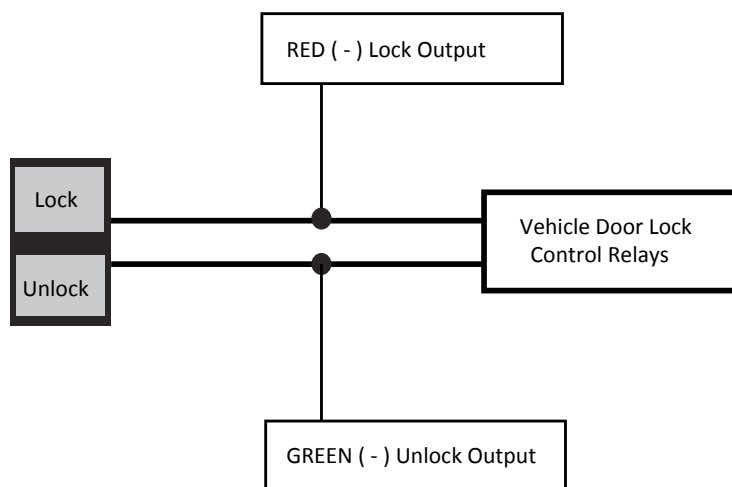 RED ( - ) Lock Output
Lock
Unlock
Vehicle Door Lock
Control Relays
GREEN ( - ) Unlock Output